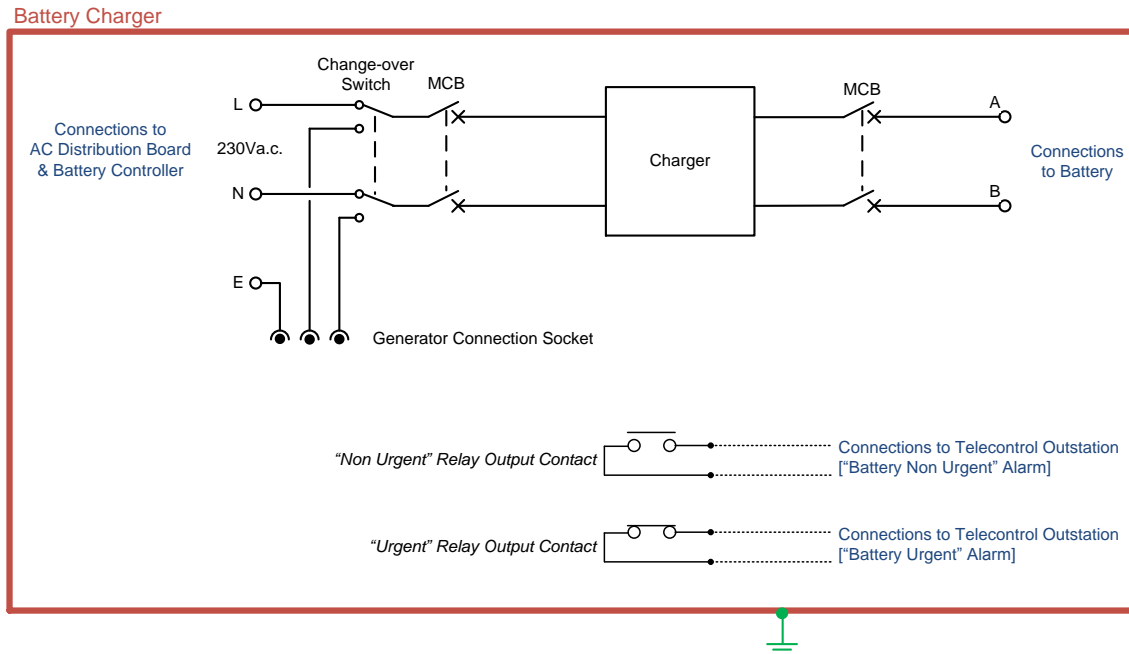 Battery Charger
Change-over
Switch
MCB
MCB
L
A
Connections to
AC Distribution Board
& Battery Controller
230Va.c.
Charger
Connections
to Battery
N
B
E
Generator Connection Socket
“Non Urgent” Relay Output Contact
Connections to Telecontrol Outstation
[“Battery Non Urgent” Alarm]
“Urgent” Relay Output Contact
Connections to Telecontrol Outstation
[“Battery Urgent” Alarm]